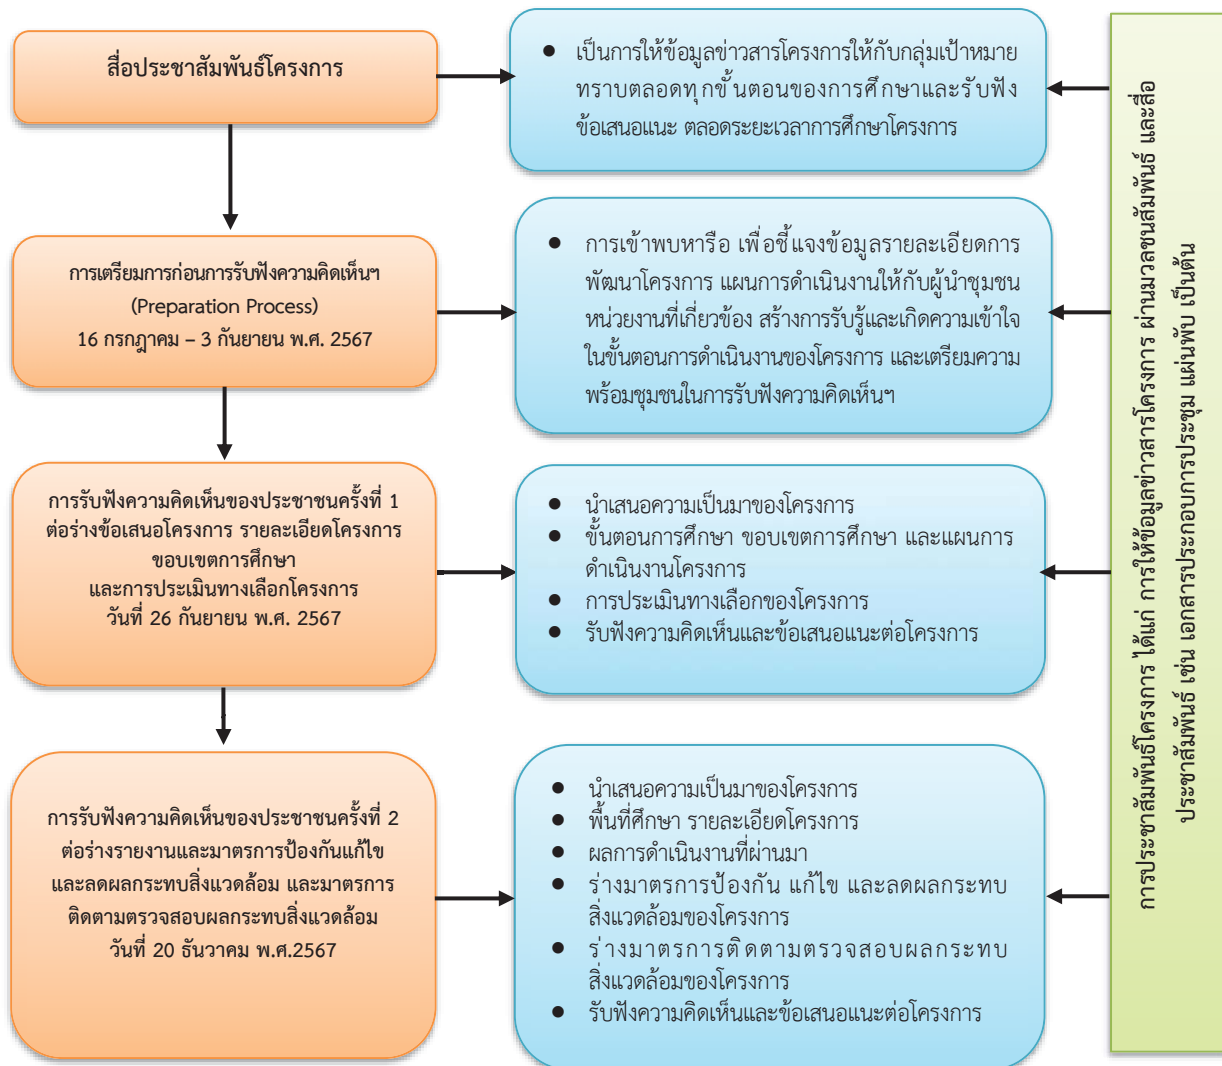 สื่อประชาสัมพันธ์โครงการ
● เป็นการให้ข้อมูลข่าวสารโครงการให้กับกลุ่มเป้าหมาย
ทราบตลอดทุกขั้นตอนของการศึกษาและรับฟัง
ข้อเสนอแนะ ตลอดระยะเวลาการศึกษาโครงการ
การเตรียมการก่อนการรับฟังความคิดเห็นฯ
(Preparation Process)
16 กรกฎาคม – 3 กันยายน พ.ศ. 2567
● การเข้าพบหารือ เพื่อชี้แจงข้อมูลรายละเอียดการ
พัฒนาโครงการ แผนการดำเนินงานให้กับผู้นำชุมชน
หน่วยงานที่เกี่ยวข้อง สร้างการรับรู้และเกิดความเข้าใจ
ในขั้นตอนการดำเนินงานของโครงการ และเตรียมความ
พร้อมชุมชนในการรับฟังความคิดเห็นฯ
การรับฟังความคิดเห็นของประชาชนครั้งที่ 1
ต่อร่างข้อเสนอโครงการ รายละเอียดโครงการ
ขอบเขตการศึกษา
และการประเมินทางเลือกโครงการ
วันที่ 26 กันยายน พ.ศ. 2567
● นำเสนอความเป็นมาของโครงการ
● ขั้นตอนการศึกษา ขอบเขตการศึกษา และแผนการ
ดำเนินงานโครงการ
● การประเมินทางเลือกของโครงการ
● รับฟังความคิดเห็นและข้อเสนอแนะต่อโครงการ
การรับฟังความคิดเห็นของประชาชนครั้งที่ 2
ต่อร่างรายงานและมาตรการป้องกันแก้ไข
และลดผลกระทบสิ่งแวดล้อม และมาตรการ
ติดตามตรวจสอบผลกระทบสิ่งแวดล้อม
วันที่ 20 ธันวาคม พ.ศ.2567
● นำเสนอความเป็นมาของโครงการ
● พื้นที่ศึกษา รายละเอียดโครงการ
● ผลการดำเนินงานที่ผ่านมา
● ร่างมาตรการป้องกัน แก้ไข และลดผลกระทบ
สิ่งแวดล้อมของโครงการ
● ร่างมาตรการติดตามตรวจสอบผลกระทบ
สิ่งแวดล้อมของโครงการ
● รับฟังความคิดเห็นและข้อเสนอแนะต่อโครงการ
การประชาสัมพันธ์โครงการ ได้แก่ การให้ข้อมูลข่าวสารโครงการ ผ่านมวลชนสัมพันธ์ และสื่อ
ประชาสัมพันธ์ เช่น เอกสารประกอบการประชุม แผ่นพับ เป็นต้น